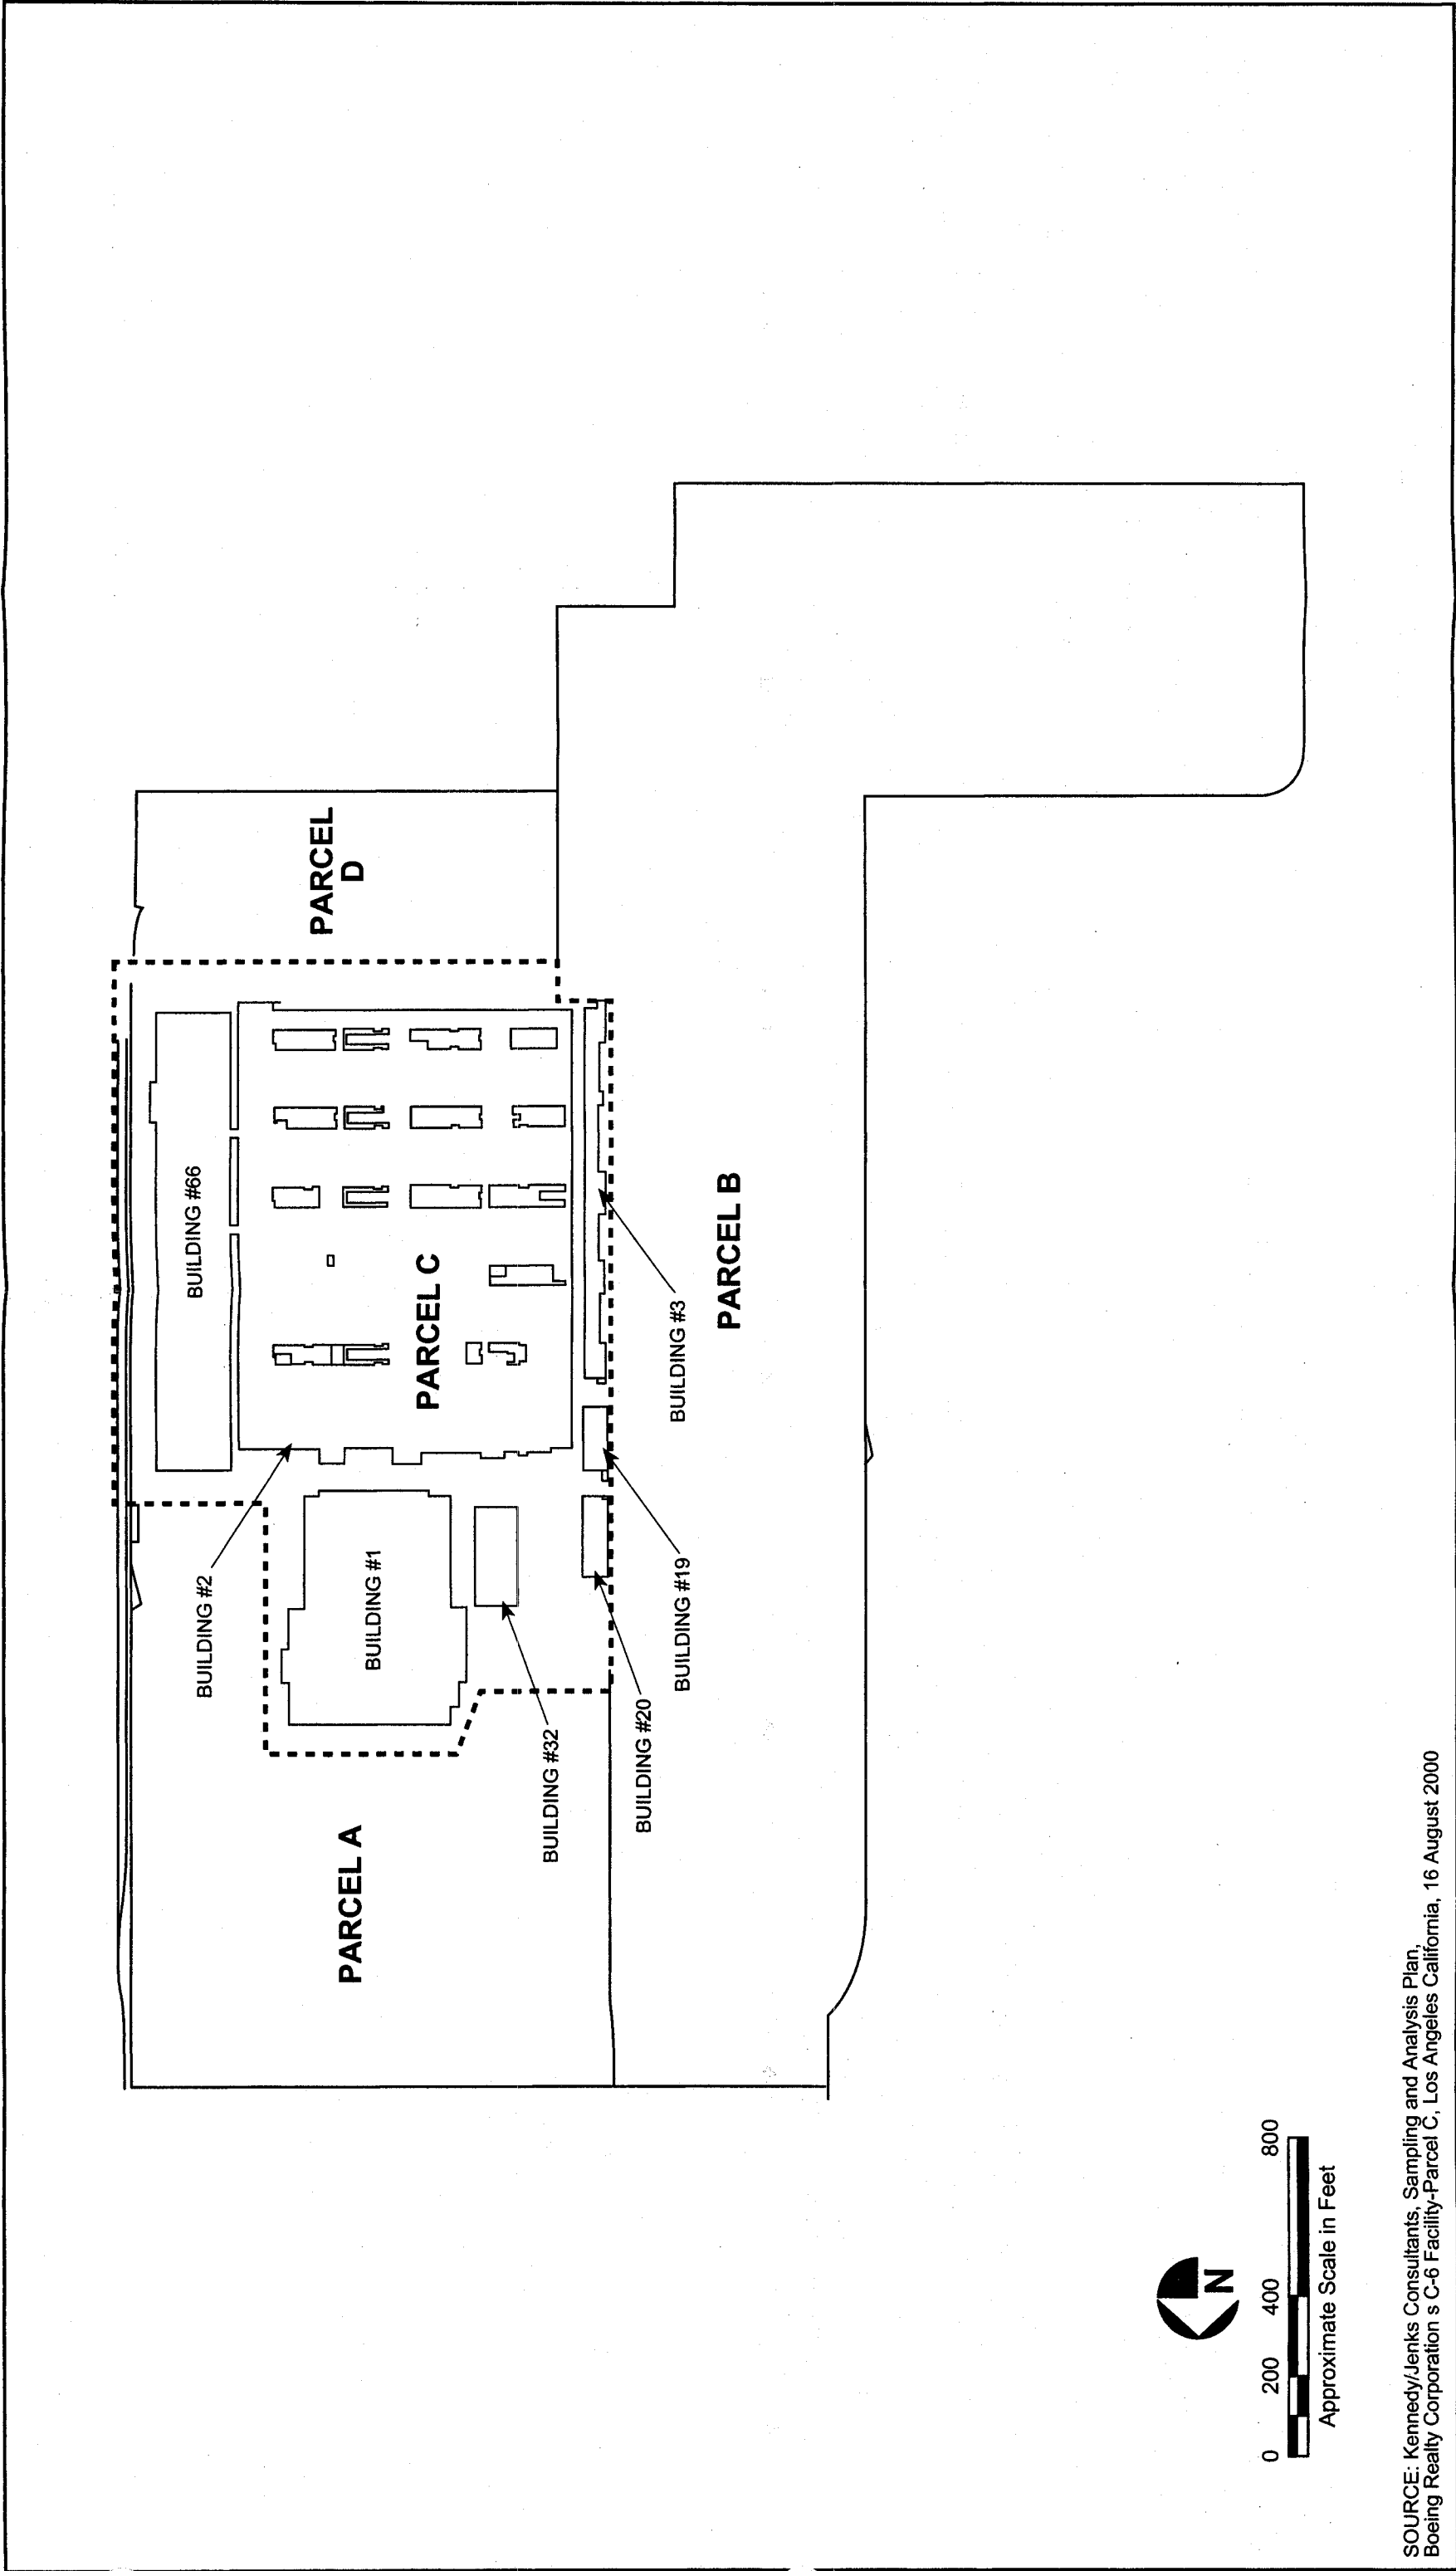 BUILDING #66
PARCEL
D
BUILDING #2
PARCEL C
BUILDING #1
PARCEL A
BUILDING #32
BUILDING #20
BUILDING #19
BUILDING #3
PARCEL B
N
0 200 400 800
Approximate Scale in Feet
SOURCE: Kennedy/Jenks Consultants, Sampling and Analysis Plan,
Boeing Realty Corporation s C-6 Facility-Parcel C, Los Angeles California, 16 August 2000